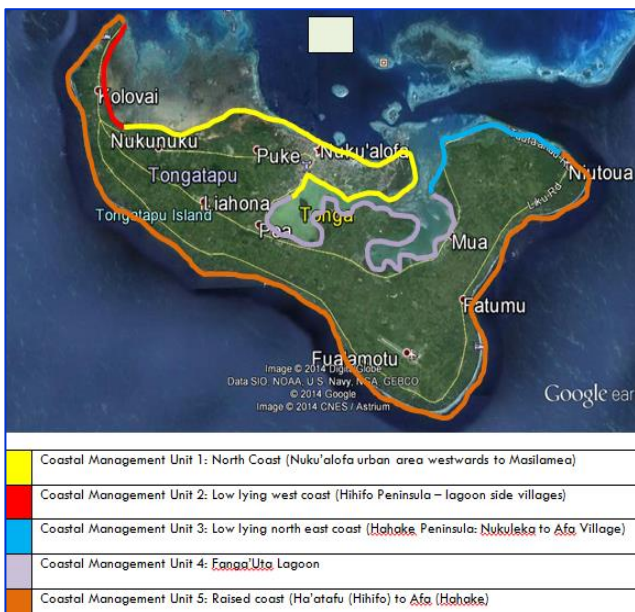 Kolovai
Nukunuku
Puke
Nuku'alofa
Niutoua
Tongatapu
Liku Rd
Liahona
Tongatapu Island
Tonga
Pea
Mua
Fatumu
Fuaamotu
Image © 2014 DigitalGlobe
Data SIO, NOAA, U.S. Navy, NGA, GEBCO
© 2014 Google
Image © 2014 CNES / Astrium
Google ear
Coastal Management Unit 1: North Coast (Nuku'alofa urban area westwards to Masilamea)
Coastal Management Unit 2: Low lying west coast (Hihifo Peninsula – lagoon side villages)
Coastal Management Unit 3: Low lying north east coast (Hahake Peninsula: Nukuleka to Afa Village)
Coastal Management Unit 4: Fanga'Uta Lagoon
Coastal Management Unit 5: Raised coast (Ha'atafu (Hihifo) to Afa (Hahake)